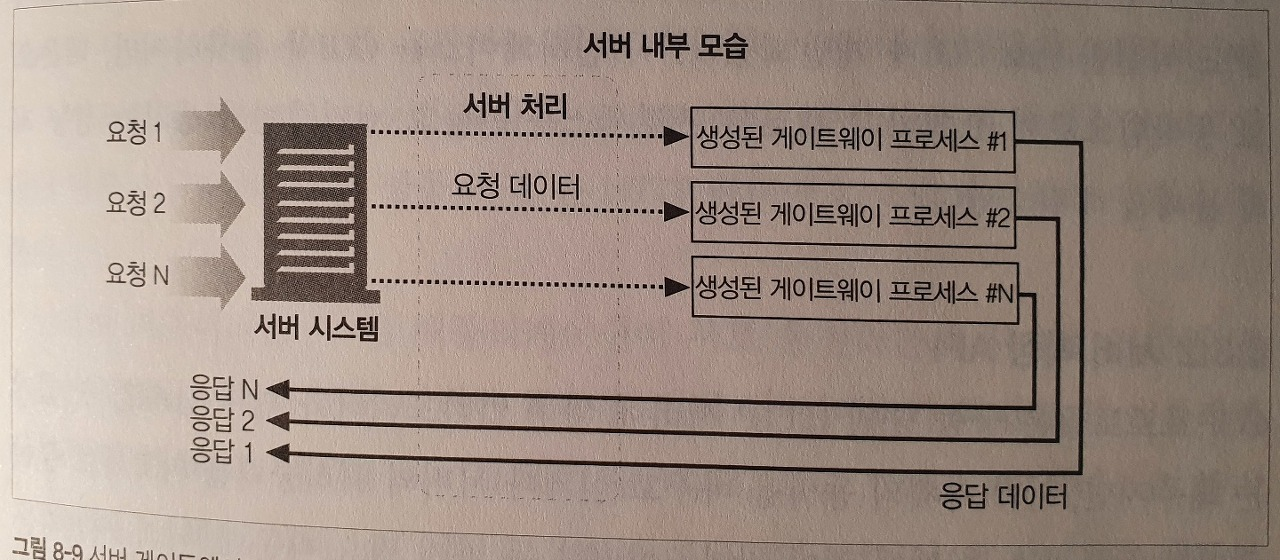 서버 내부 모습
서버 처리
요청 1
생성된 게이트웨이 프로세스 #1
요청 데이터
요청 2
생성된 게이트웨이 프로세스 #2
요청 N
생성된 게이트웨이 프로세스 #N
서버 시스템
응답 N
응답 2
응답 1
응답 데이터
그림 8-9 서버